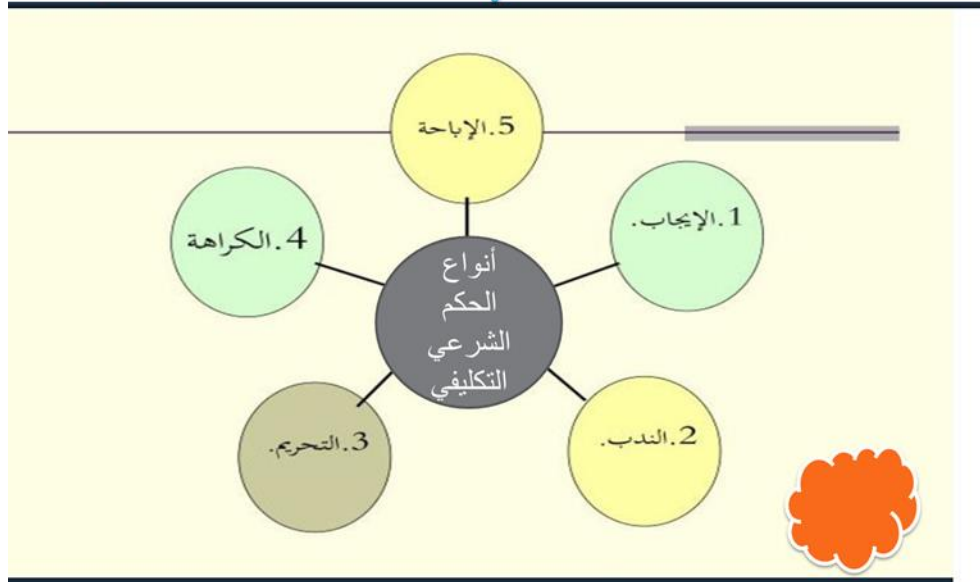 أنواع
الحكم
الشرعي
التكليفي
1.الإيجاب.
2.الندب.
3.التحريم.
4.الكراهة
5.الإباحة